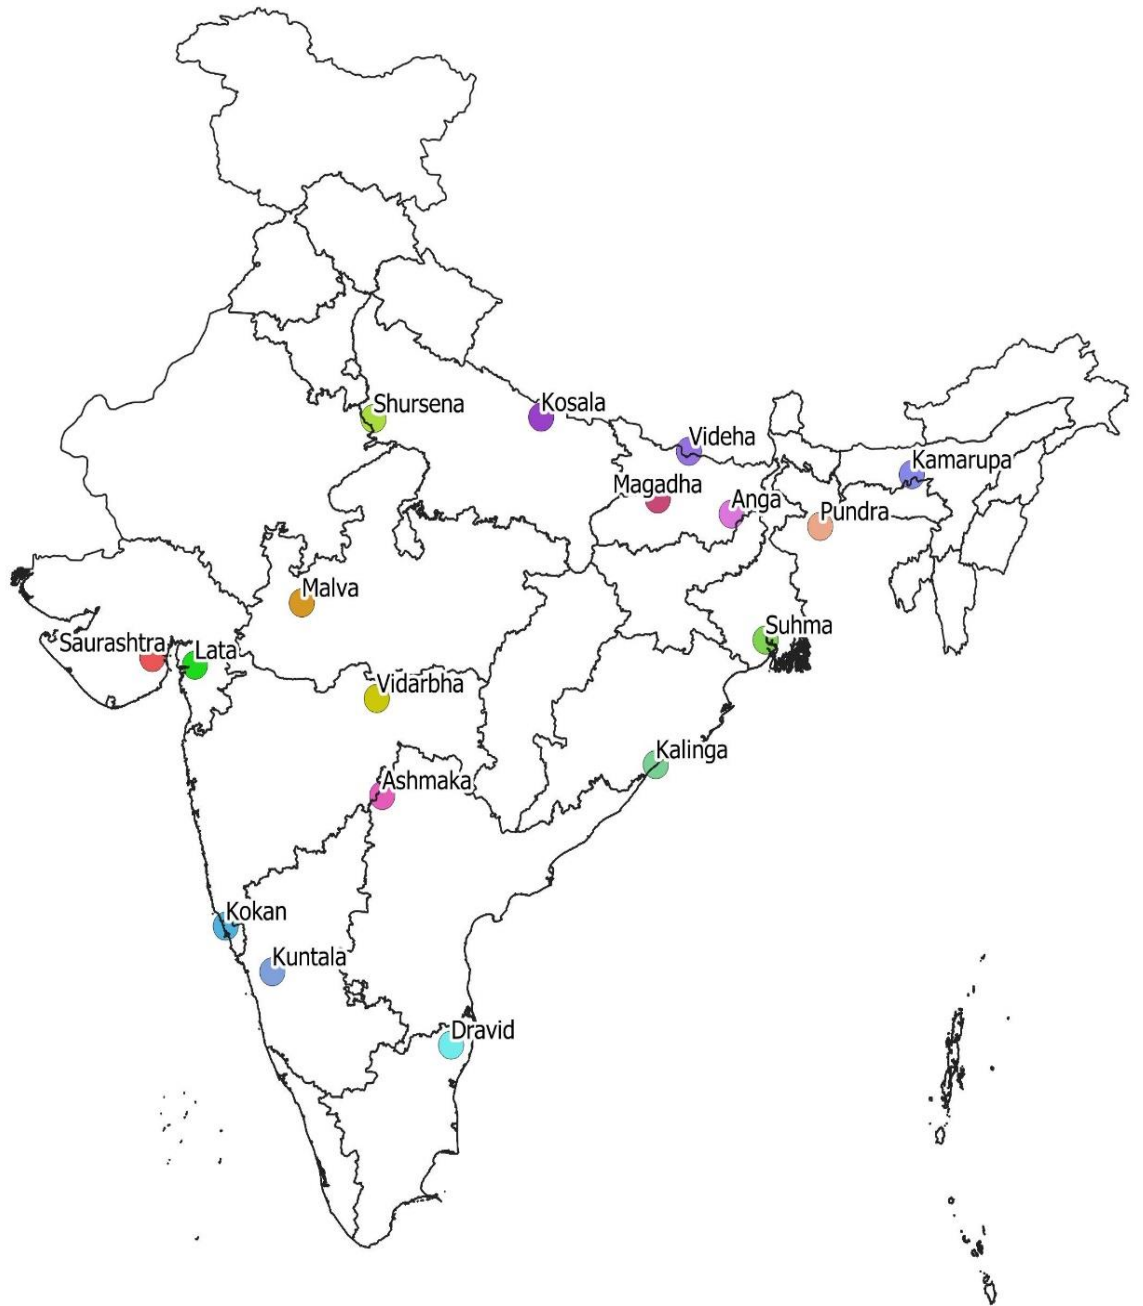 Shursena
Kosala
Videha
Kamarupa
Magadha
Anga
Pundra
Malva
Suhma
Saurashtra
Lata
Vidarbha
Kalinga
Ashmaka
Kokan
Kuntala
Dravid